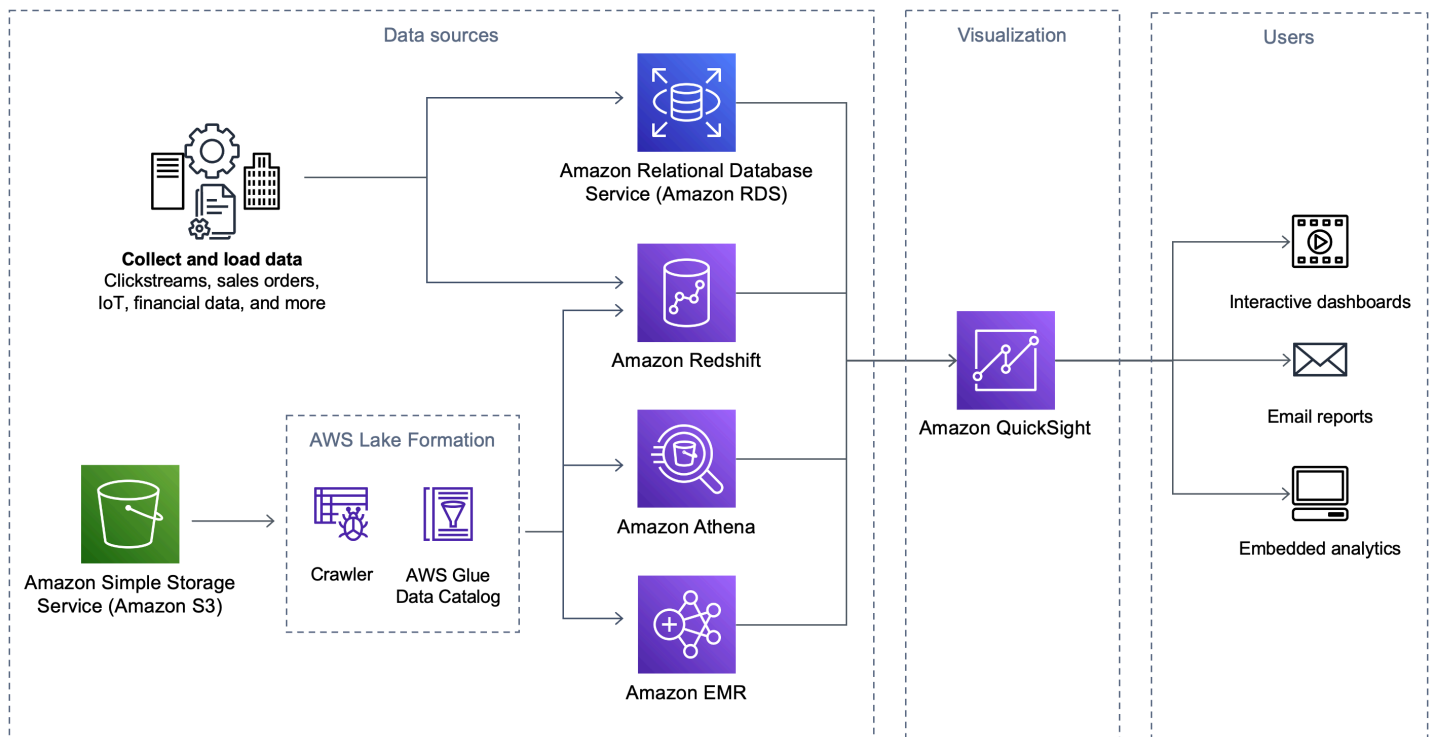 Data sources
Visualization
Users
Amazon Relational Database
Service (Amazon RDS)
Collect and load data
Clickstreams, sales orders,
IoT, financial data, and more
Amazon Redshift
AWS Lake Formation
Crawler
AWS Glue
Data Catalog
Amazon Simple Storage
Service (Amazon S3)
Amazon Athena
Amazon EMR
Amazon QuickSight
Interactive dashboards
Email reports
Embedded analytics